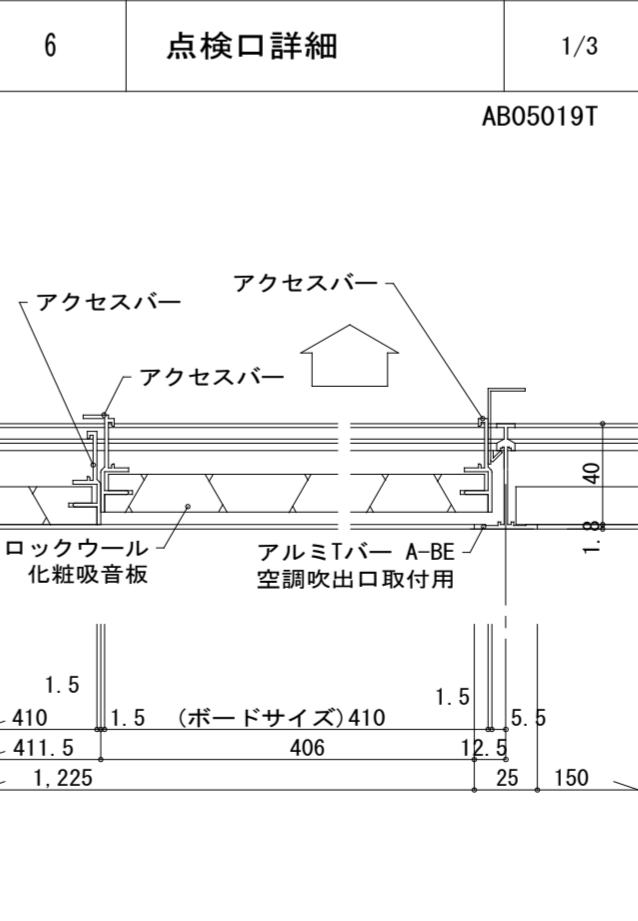 6
点検口詳細
1/3
AB05019T
アクセスバー
アクセスバー
アクセスバー
40
1.8
ロックウール
化粧吸音板
アルミTバー A-BE
空調吹出口取付用
1.5
1.5
410
1.5
(ボードサイズ)410
5.5
411.5
406
12.5
1,225
25
150